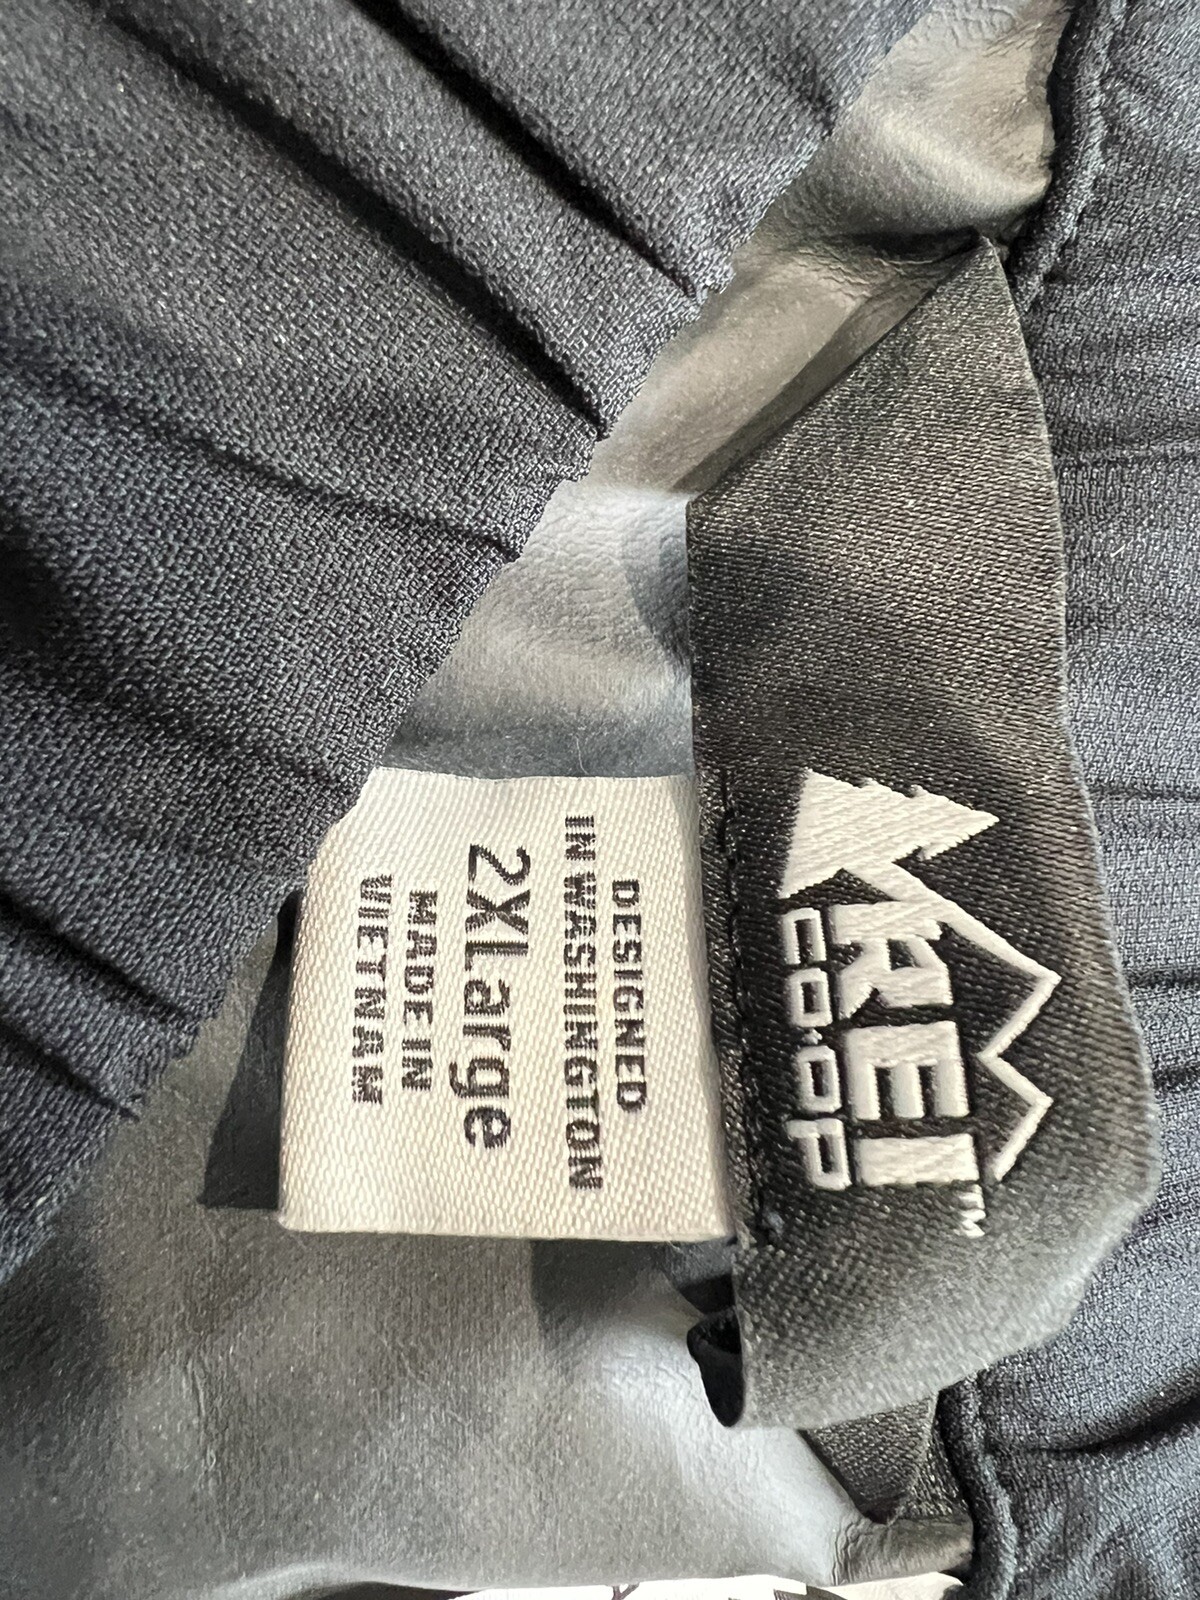 REI™
CO·OP
DESIGNED
IN WASHINGTON
2XLarge
MADE IN
VIETNAM